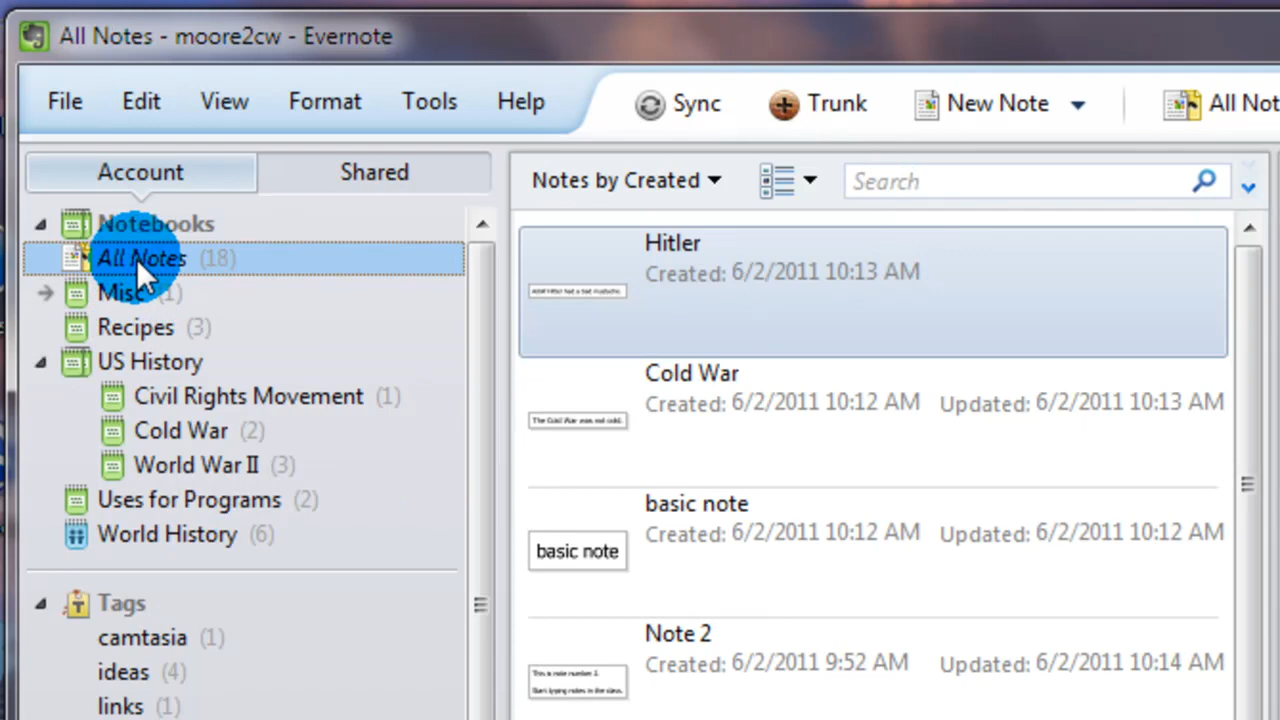 All Notes - moore2cw - Evernote
File Edit View Format Tools Help
Sync Trunk New Note All Not
Account Shared
Notes by Created
Search
Notebooks
All Notes (18)
Misc (1)
Recipes (3)
US History
Civil Rights Movement (1)
Cold War (2)
World War II (3)
Uses for Programs (2)
World History (6)
Tags
camtasia (1)
ideas (4)
links (1)
Hitler
Created: 6/2/2011 10:13 AM
Cold War
Created: 6/2/2011 10:12 AM Updated: 6/2/2011 10:13 AM
The Cold War was not cold.
basic note
Created: 6/2/2011 10:12 AM Updated: 6/2/2011 10:12 AM
basic note
Note 2
Created: 6/2/2011 9:52 AM Updated: 6/2/2011 10:14 AM
This is note number 2.
Start typing notes in the class.